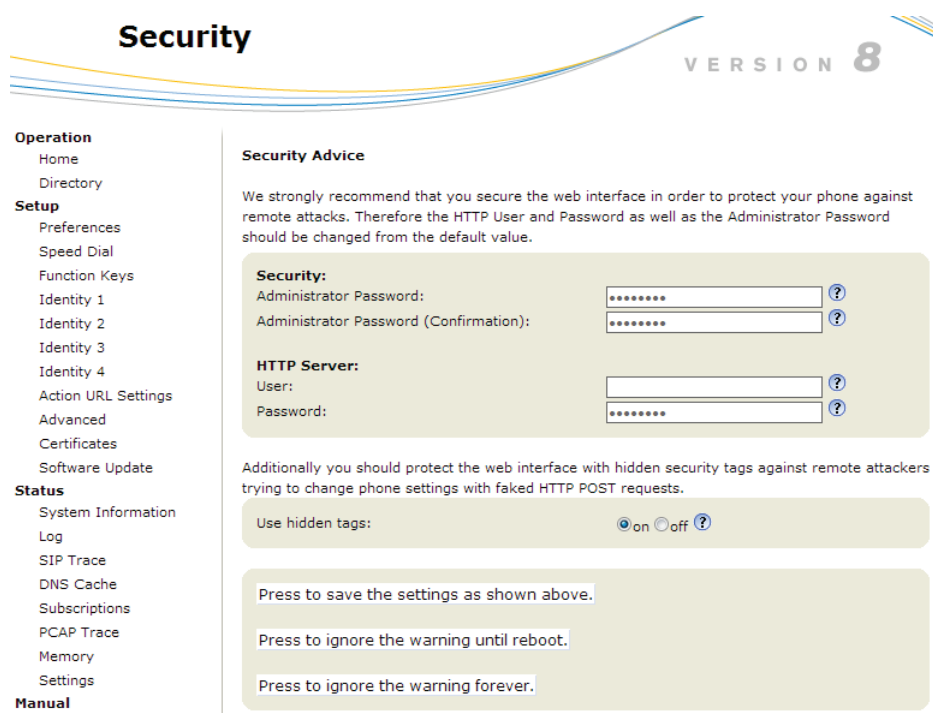 Security
VERSION 8
Operation
Home
Directory
Setup
Preferences
Speed Dial
Function Keys
Identity 1
Identity 2
Identity 3
Identity 4
Action URL Settings
Advanced
Certificates
Software Update
Status
System Information
Log
SIP Trace
DNS Cache
Subscriptions
PCAP Trace
Memory
Settings
Manual
Security Advice
We strongly recommend that you secure the web interface in order to protect your phone against
remote attacks. Therefore the HTTP User and Password as well as the Administrator Password
should be changed from the default value.
Security:
Administrator Password: •••••••• ?
Administrator Password (Confirmation): •••••••• ?
HTTP Server:
User: ?
Password: •••••••• ?
Additionally you should protect the web interface with hidden security tags against remote attackers
trying to change phone settings with faked HTTP POST requests.
Use hidden tags: on off ?
Press to save the settings as shown above.
Press to ignore the warning until reboot.
Press to ignore the warning forever.